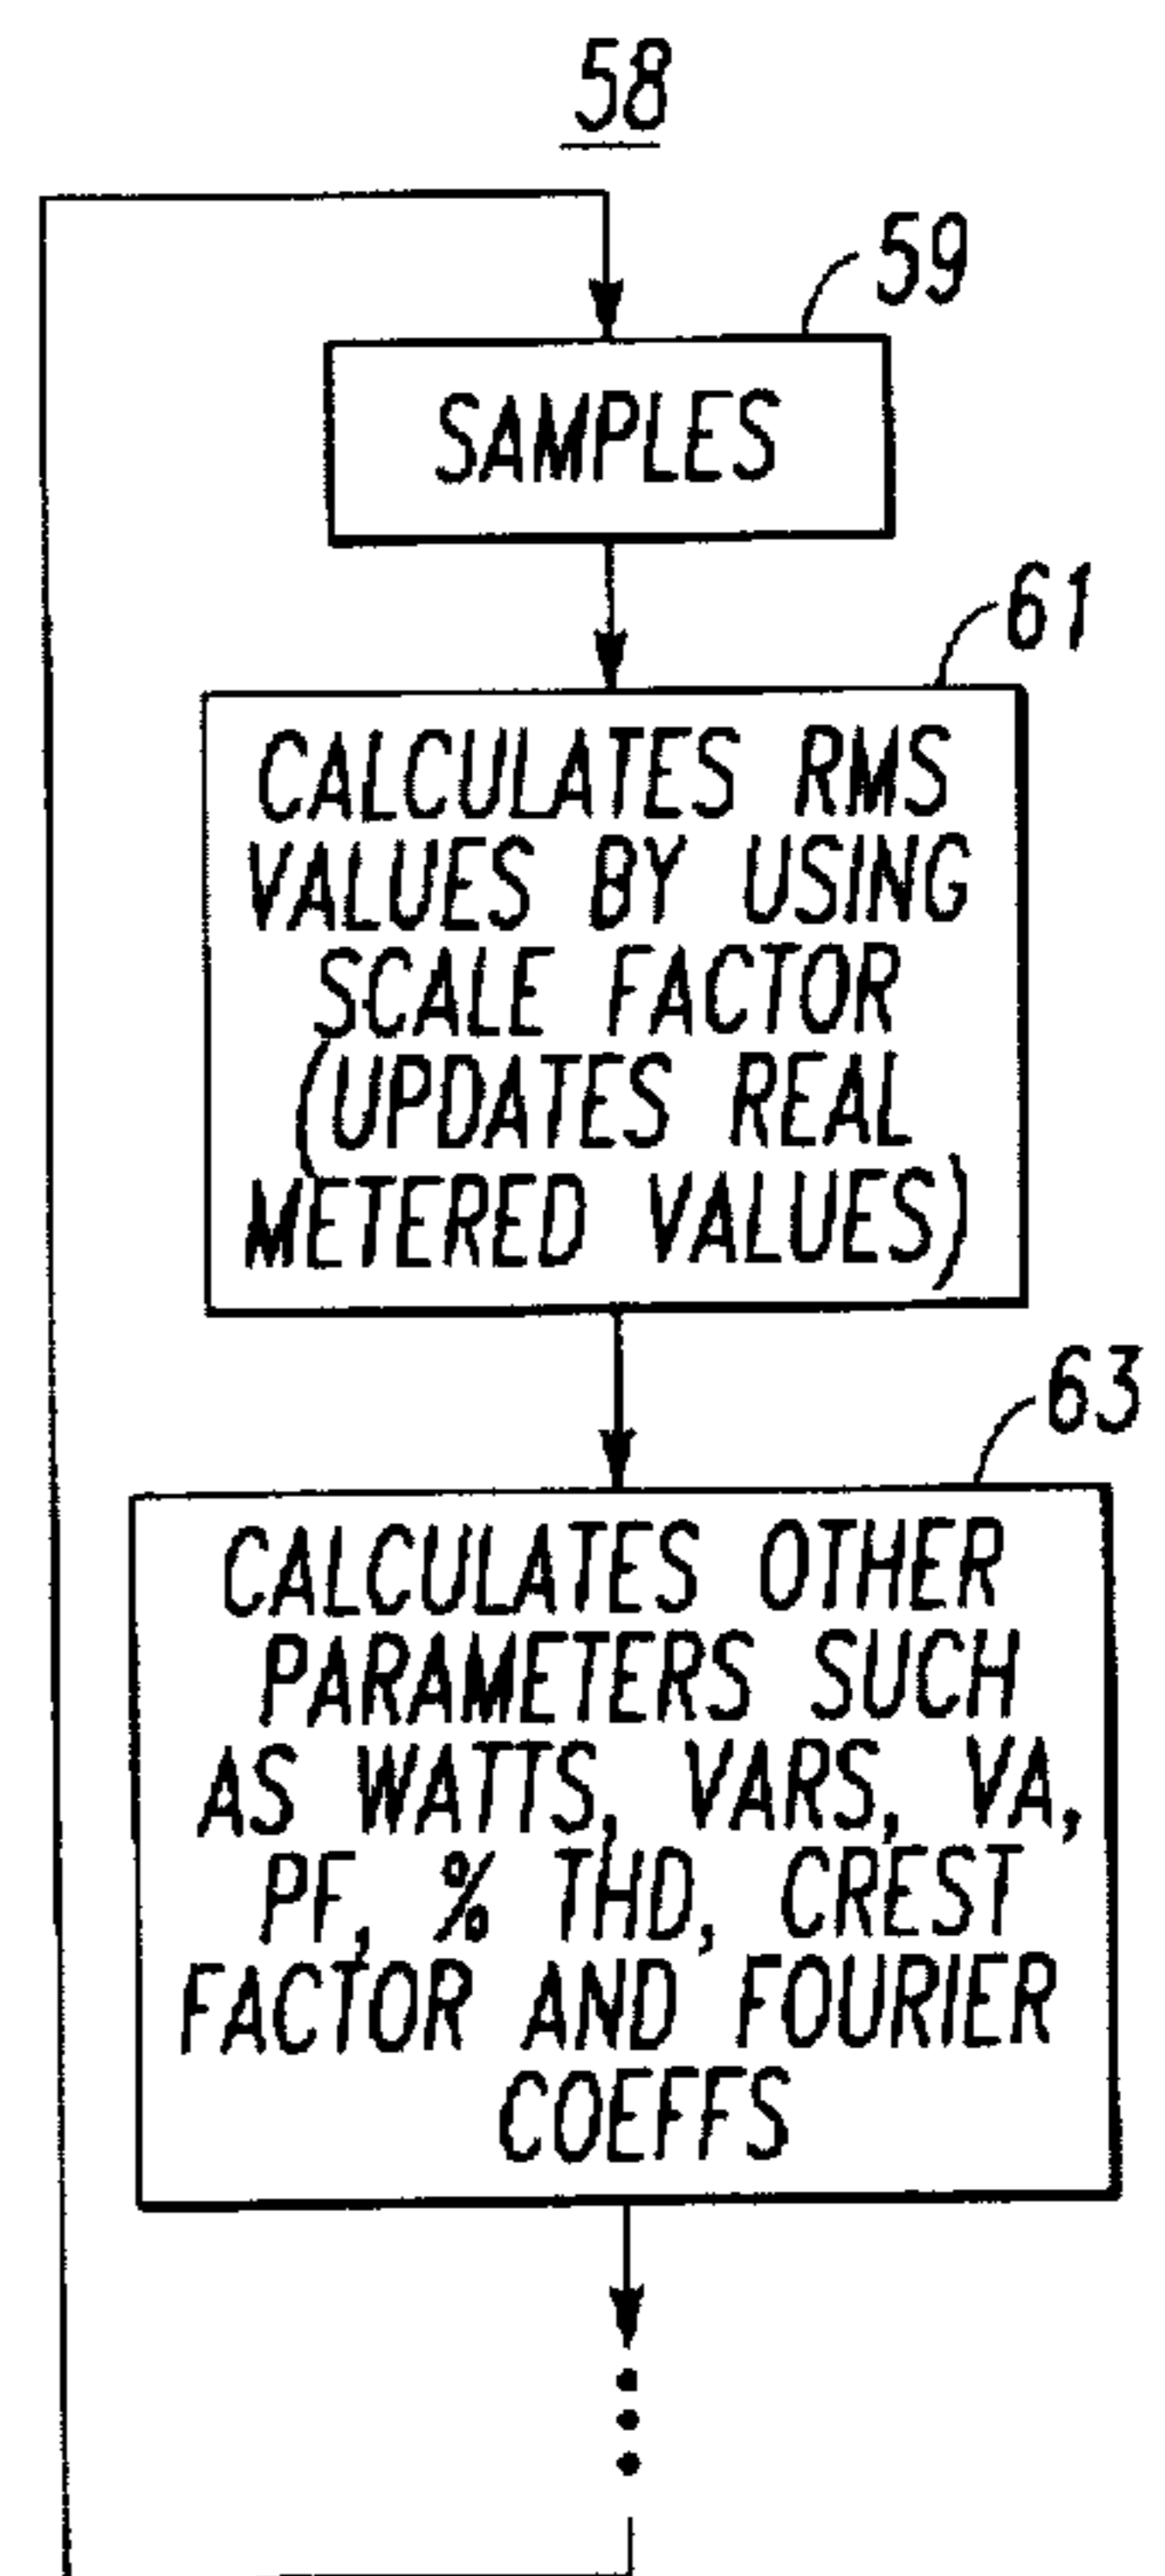 58
59
SAMPLES
61
CALCULATES RMS
VALUES BY USING
SCALE FACTOR
(UPDATES REAL
METERED VALUES)
63
CALCULATES OTHER
PARAMETERS SUCH
AS WATTS, VARS, VA,
PF, % THD, CREST
FACTOR AND FOURIER
COEFFS